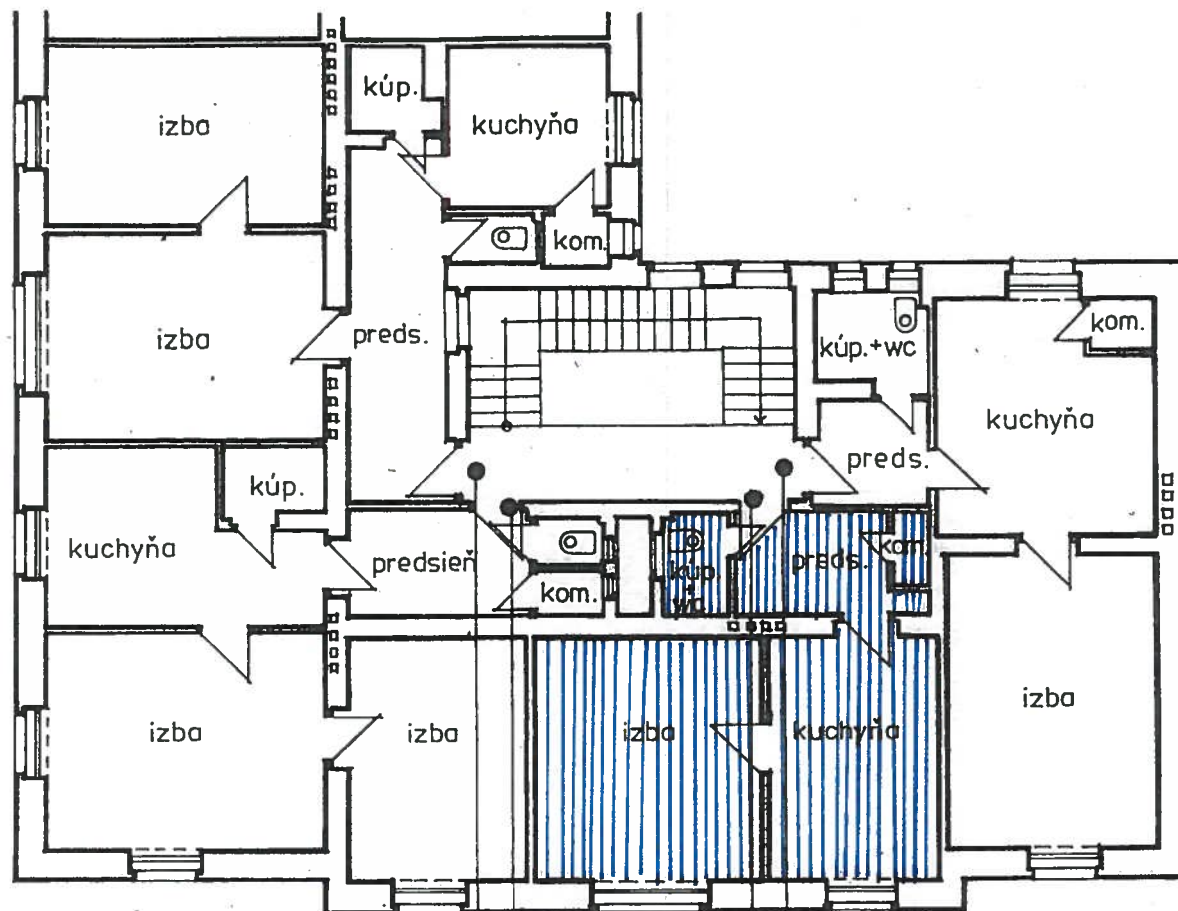 izba
kúp.
kuchyňa
kom.
izba
preds.
kúp.+wc
kom.
kuchyňa
preds.
kúp.
kuchyňa
predsieň
kom.
kúp.
+
wc
preds.
kom.
izba
izba
izba
kuchyňa
izba